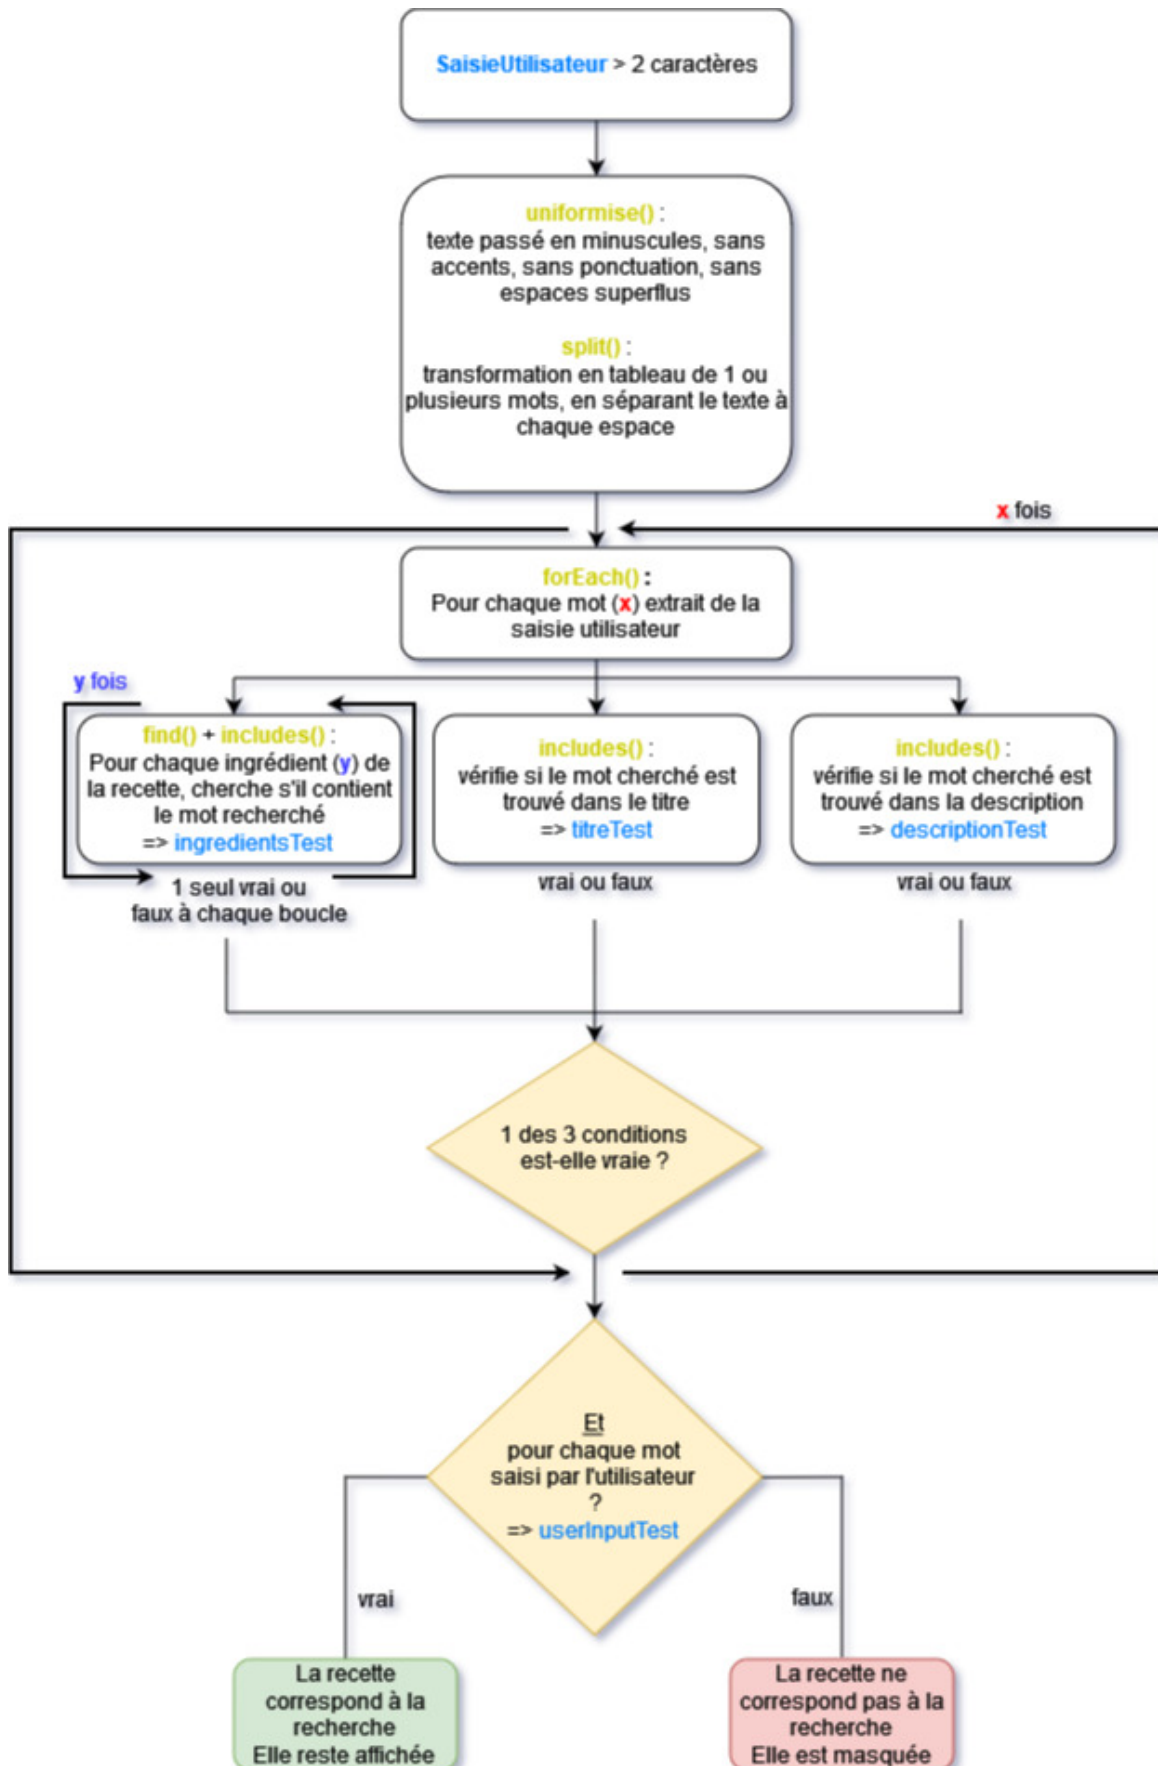 SaisieUtilisateur > 2 caractères
uniformise() :
texte passé en minuscules, sans
accents, sans ponctuation, sans
espaces superflus
split() :
transformation en tableau de 1 ou
plusieurs mots, en séparant le texte à
chaque espace
x fois
forEach() :
Pour chaque mot (x) extrait de la
saisie utilisateur
y fois
find() + includes() :
Pour chaque ingrédient (y) de
la recette, cherche s'il contient
le mot recherché
=> ingredientsTest
1 seul vrai ou
faux à chaque boucle
includes() :
vérifie si le mot cherché est
trouvé dans le titre
=> titreTest
vrai ou faux
includes() :
vérifie si le mot cherché est
trouvé dans la description
=> descriptionTest
vrai ou faux
1 des 3 conditions
est-elle vraie ?
Et
pour chaque mot
saisi par l'utilisateur
?
=> userInputTest
vrai
faux
La recette
correspond à la
recherche
Elle reste affichée
La recette ne
correspond pas à la
recherche
Elle est masquée